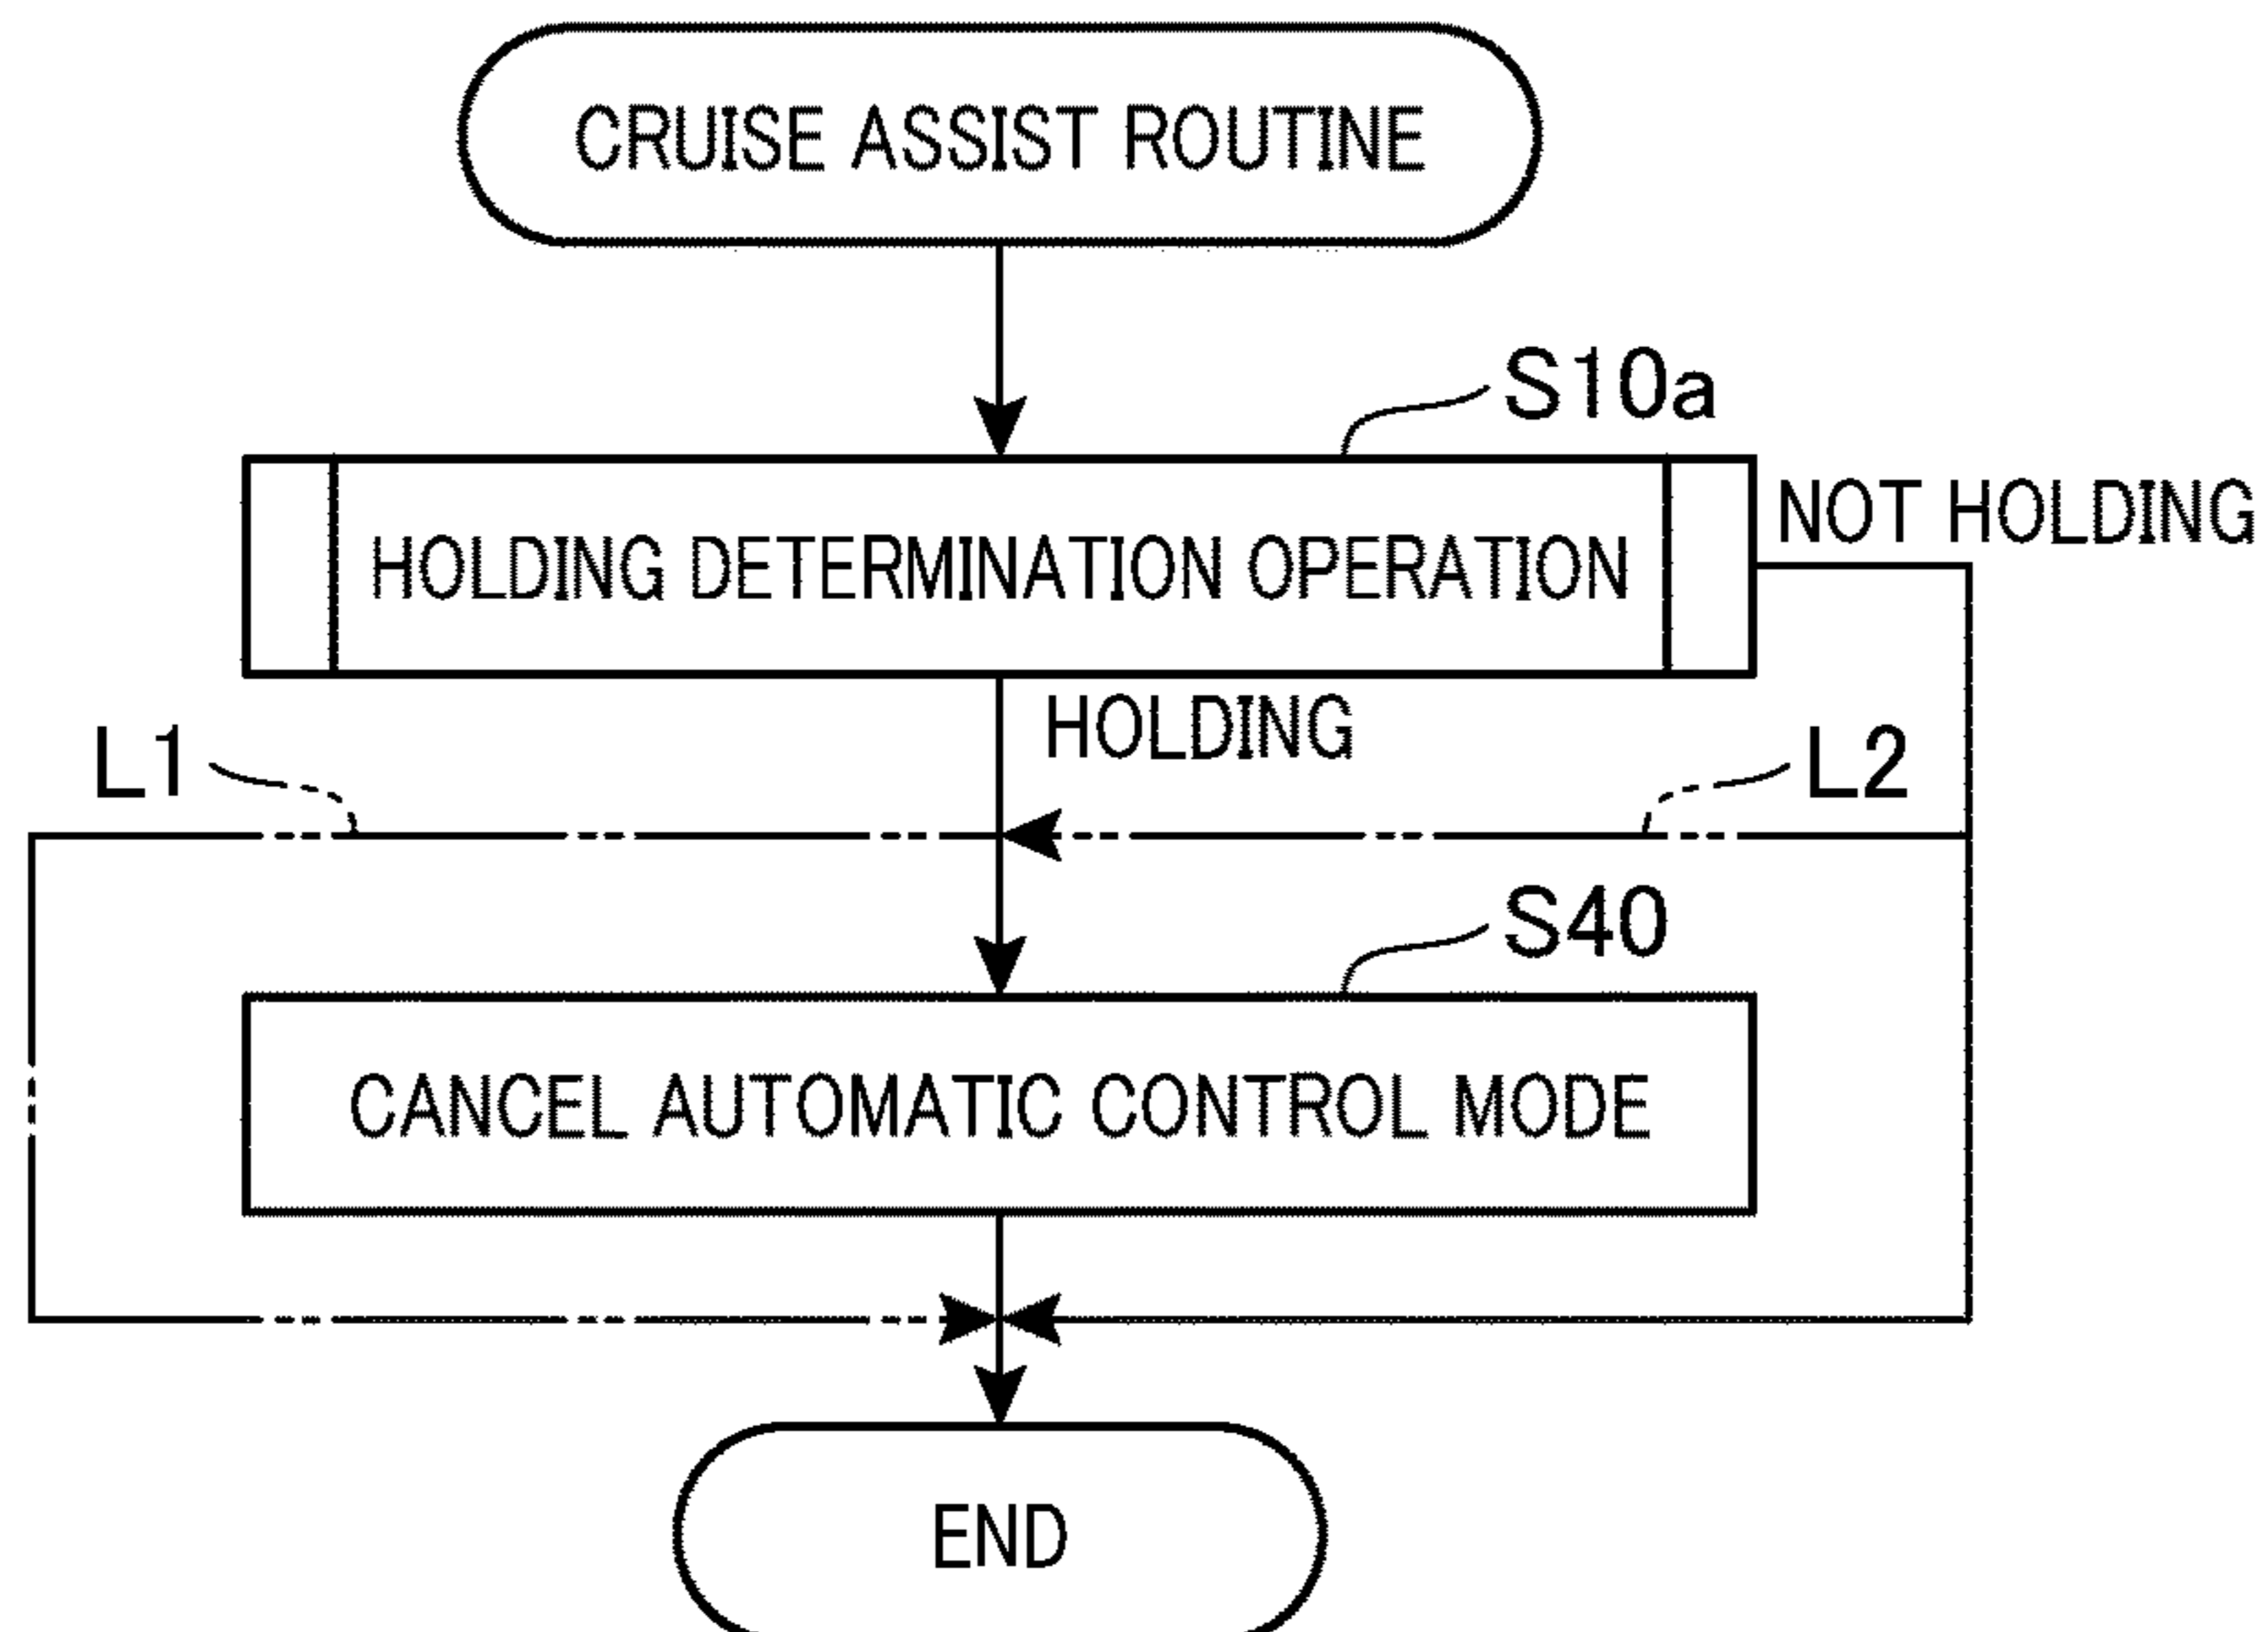 CRUISE ASSIST ROUTINE
S10a
NOT HOLDING
HOLDING DETERMINATION OPERATION
HOLDING
L1
L2
S40
CANCEL AUTOMATIC CONTROL MODE
END